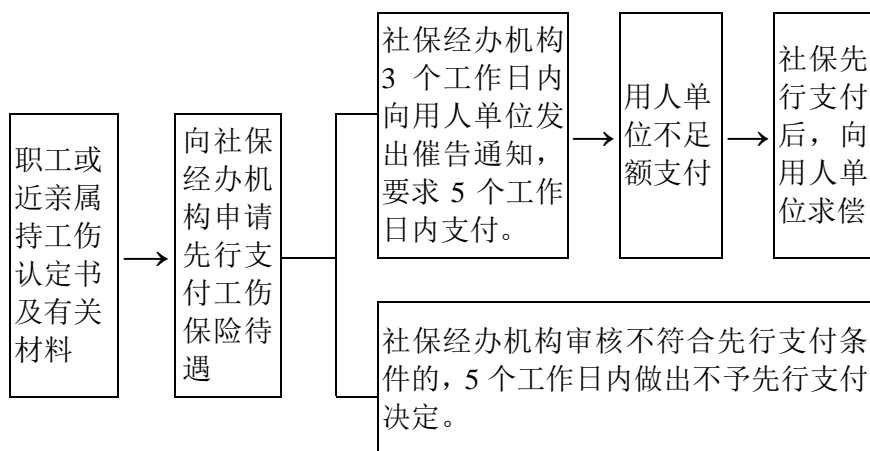 职工或
近亲属
持工伤
认定书
及有关
材料
向社保
经办机
构申请
先行支
付工伤
保险待
遇
社保经办机构
3 个工作日内
向用人单位发
出催告通知，
要求 5 个工作
日内支付。
用人单
位不足
额支付
社保先
行支付
后，向
用人单
位求偿
社保经办机构审核不符合先行支付条
件的，5 个工作日内做出不予先行支付
决定。